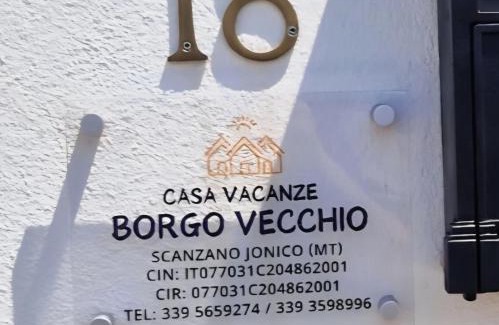 18
CASA VACANZE
BORGO VECCHIO
SCANZANO JONICO (MT)
CIN: IT077031C204862001
CIR: 077031C204862001
TEL: 339 5659274 / 339 3598996